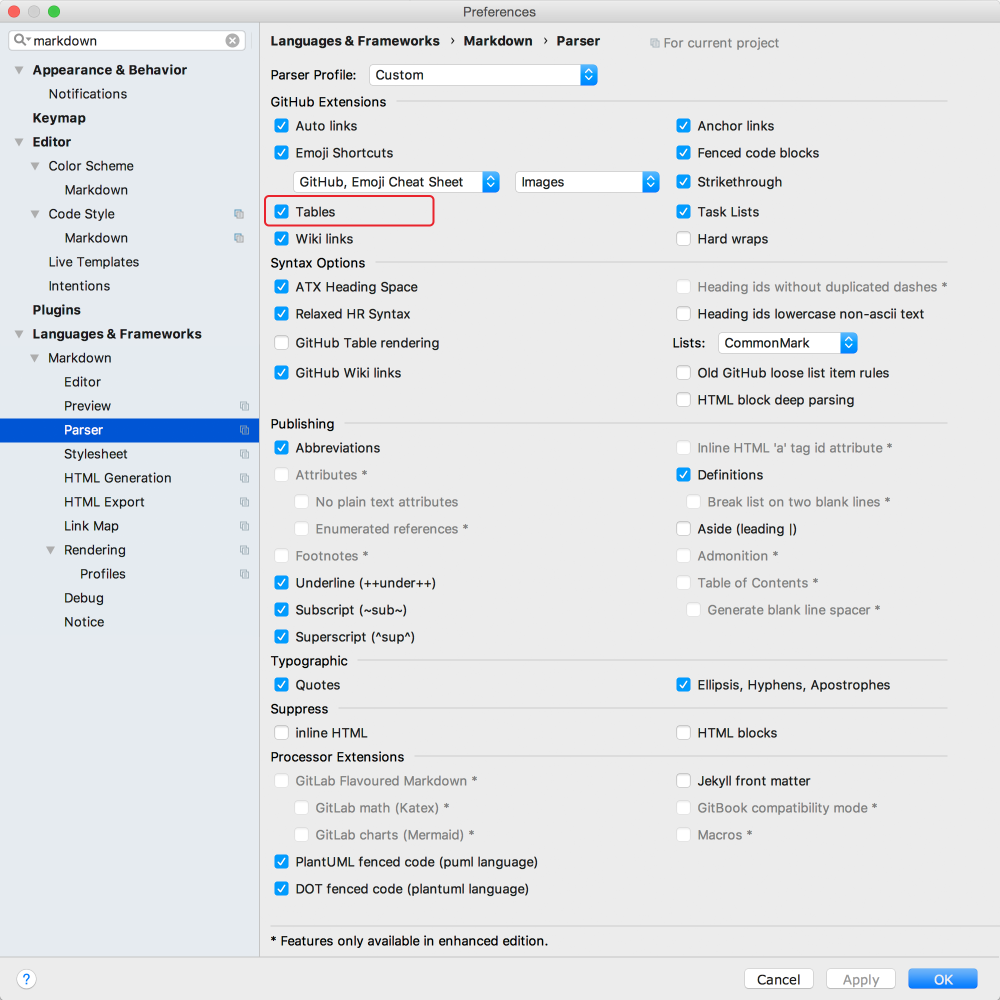 Preferences
markdown
Appearance & Behavior
Notifications
Keymap
Editor
Color Scheme
Markdown
Code Style
Markdown
Live Templates
Intentions
Plugins
Languages & Frameworks
Markdown
Editor
Preview
Parser
Stylesheet
HTML Generation
HTML Export
Link Map
Rendering
Profiles
Debug
Notice
?
Languages & Frameworks › Markdown › Parser For current project
Parser Profile: Custom
GitHub Extensions
Auto links Anchor links
Emoji Shortcuts Fenced code blocks
GitHub, Emoji Cheat Sheet Images Strikethrough
Tables Task Lists
Wiki links Hard wraps
Syntax Options
ATX Heading Space Heading ids without duplicated dashes *
Relaxed HR Syntax Heading ids lowercase non-ascii text
GitHub Table rendering Lists: CommonMark
GitHub Wiki links Old GitHub loose list item rules
HTML block deep parsing
Publishing
Abbreviations Inline HTML 'a' tag id attribute *
Attributes * Definitions
No plain text attributes Break list on two blank lines *
Enumerated references * Aside (leading |)
Footnotes * Admonition *
Underline (++under++) Table of Contents *
Subscript (~sub~) Generate blank line spacer *
Superscript (^sup^)
Typographic
Quotes Ellipsis, Hyphens, Apostrophes
Suppress
inline HTML HTML blocks
Processor Extensions
GitLab Flavoured Markdown * Jekyll front matter
GitLab math (Katex) * GitBook compatibility mode *
GitLab charts (Mermaid) * Macros *
PlantUML fenced code (puml language)
DOT fenced code (plantuml language)
* Features only available in enhanced edition.
Cancel Apply OK